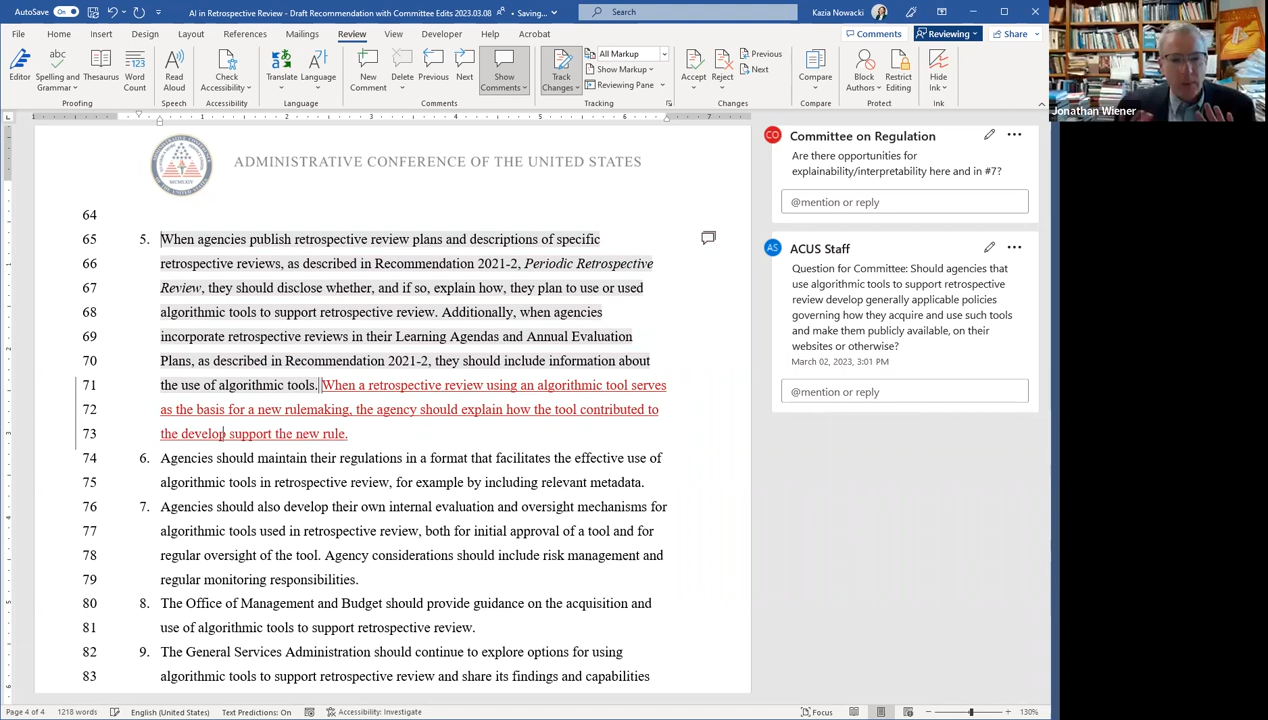 AutoSave On
AI in Retrospective Review - Draft Recommendation with Committee Edits 2023.03.08
Saving...
Search
Kazia Nowacki
File Home Insert Draw Design Layout References Mailings Review View Developer Help Acrobat
Comments Reviewing Share
Editor
Spelling and Grammar
Thesaurus
Word Count
Proofing
Read Aloud
Speech
Check Accessibility
Accessibility
Translate
Language
Language
New Comment
Delete
Previous
Next
Show Comments
Comments
Track Changes
All Markup
Show Markup
Reviewing Pane
Tracking
Accept
Reject
Previous
Next
Changes
Compare
Compare
Block Authors
Restrict Editing
Protect
Hide Ink
Ink
Jonathan Wiener
ADMINISTRATIVE CONFERENCE OF THE UNITED STATES
64
65 5. When agencies publish retrospective review plans and descriptions of specific
66 retrospective reviews, as described in Recommendation 2021-2, Periodic Retrospective
67 Review, they should disclose whether, and if so, explain how, they plan to use or used
68 algorithmic tools to support retrospective review. Additionally, when agencies
69 incorporate retrospective reviews in their Learning Agendas and Annual Evaluation
70 Plans, as described in Recommendation 2021-2, they should include information about
71 the use of algorithmic tools. When a retrospective review using an algorithmic tool serves
72 as the basis for a new rulemaking, the agency should explain how the tool contributed to
73 the develop support the new rule.
74 6. Agencies should maintain their regulations in a format that facilitates the effective use of
75 algorithmic tools in retrospective review, for example by including relevant metadata.
76 7. Agencies should also develop their own internal evaluation and oversight mechanisms for
77 algorithmic tools used in retrospective review, both for initial approval of a tool and for
78 regular oversight of the tool. Agency considerations should include risk management and
79 regular monitoring responsibilities.
80 8. The Office of Management and Budget should provide guidance on the acquisition and
81 use of algorithmic tools to support retrospective review.
82 9. The General Services Administration should continue to explore options for using
83 algorithmic tools to support retrospective review and share its findings and capabilities
CO Committee on Regulation
Are there opportunities for
explainability/interpretability here and in #7?
@mention or reply
AS ACUS Staff
Question for Committee: Should agencies that
use algorithmic tools to support retrospective
review develop generally applicable policies
governing how they acquire and use such tools
and make them publicly available, on their
websites or otherwise?
March 02, 2023, 3:01 PM
@mention or reply
Page 4 of 4 1218 words English (United States) Text Predictions: On Accessibility: Investigate Focus 130%